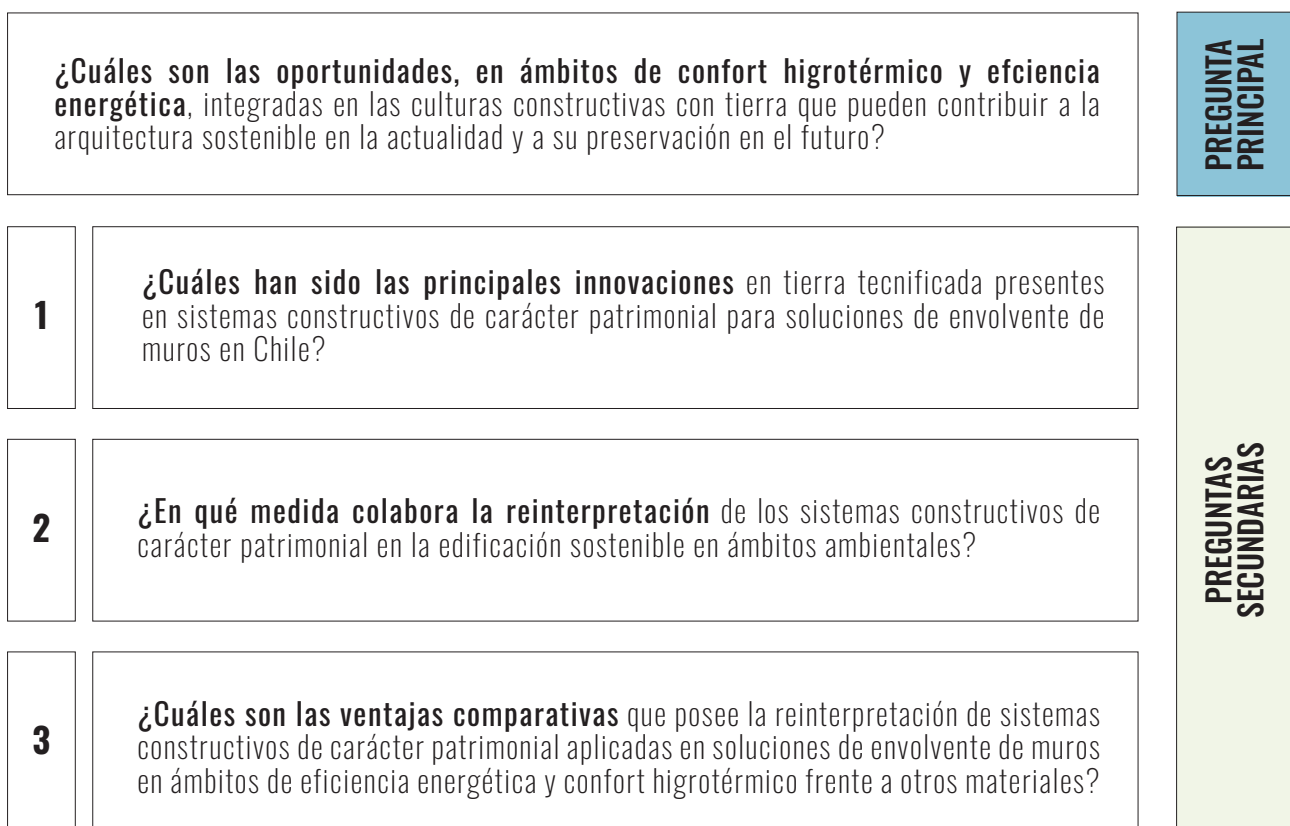 ¿Cuáles son las oportunidades, en ámbitos de confort higrotérmico y efciencia
energética, integradas en las culturas constructivas con tierra que pueden contribuir a la
arquitectura sostenible en la actualidad y a su preservación en el futuro?
PREGUNTA
PRINCIPAL
1
¿Cuáles han sido las principales innovaciones en tierra tecnificada presentes
en sistemas constructivos de carácter patrimonial para soluciones de envolvente de
muros en Chile?
2
¿En qué medida colabora la reinterpretación de los sistemas constructivos de
carácter patrimonial en la edificación sostenible en ámbitos ambientales?
3
¿Cuáles son las ventajas comparativas que posee la reinterpretación de sistemas
constructivos de carácter patrimonial aplicadas en soluciones de envolvente de muros
en ámbitos de eficiencia energética y confort higrotérmico frente a otros materiales?
PREGUNTAS
SECUNDARIAS